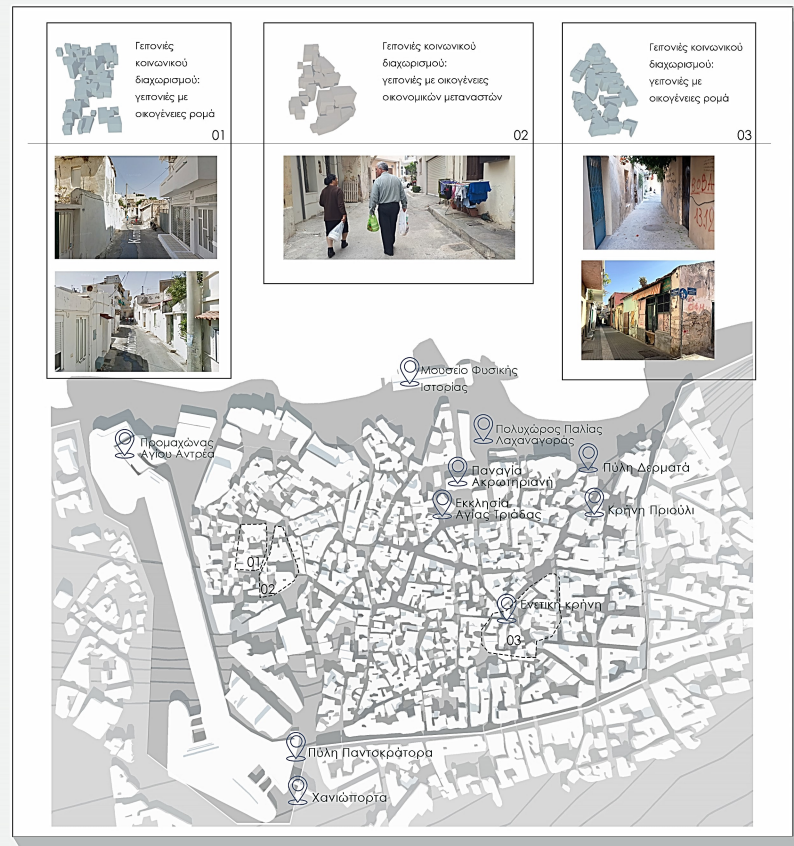 Γειτονιές
κοινωνικού
διαχωρισμού:
γειτονιές με
οικογένειες ρομά
01
Γειτονιές κοινωνικού
διαχωρισμού:
γειτονιές με οικογένειες
οικονομικών μεταναστών
02
Γειτονιές κοινωνικού
διαχωρισμού:
γειτονιές με
οικογένειες ρομά
03
Μουσείο Φυσικής
Ιστορίας
Προμαχώνας
Αγίου Αντρέα
Πολυχώρος Παλίας
Λαχαναγοράς
Παναγία
Ακρωτηριανή
Πύλη Δερματά
Εκκλησία
Αγίας Τριάδας
Κρήνη Πριούλι
01
02
Ενετική κρήνη
03
Πύλη Παντοκράτορα
Χανιώπορτα